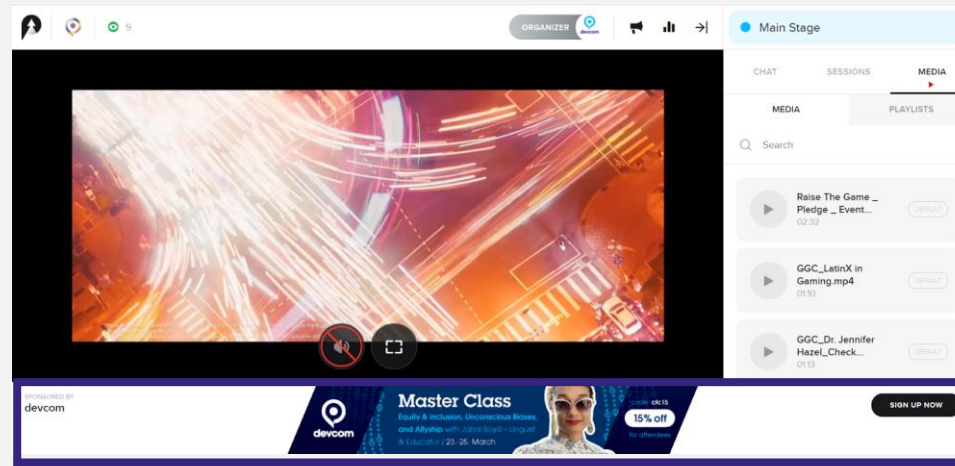 9
ORGANIZER
devcom
Main Stage
CHAT
SESSIONS
MEDIA
MEDIA
PLAYLISTS
Search
Raise The Game _
Pledge _ Event...
02:32
DEFAULT
GGC_LatinX in
Gaming.mp4
01:10
DEFAULT
GGC_Dr. Jennifer
Hazel_Check...
01:13
DEFAULT
SPONSORED BY
devcom
devcom
Master Class
Equity & Inclusion, Unconscious Biases,
and Allyship with Jamal Boyd – Linguist
& Educator / 23.-25. March
code: cfc15
15% off
for attendees
SIGN UP NOW